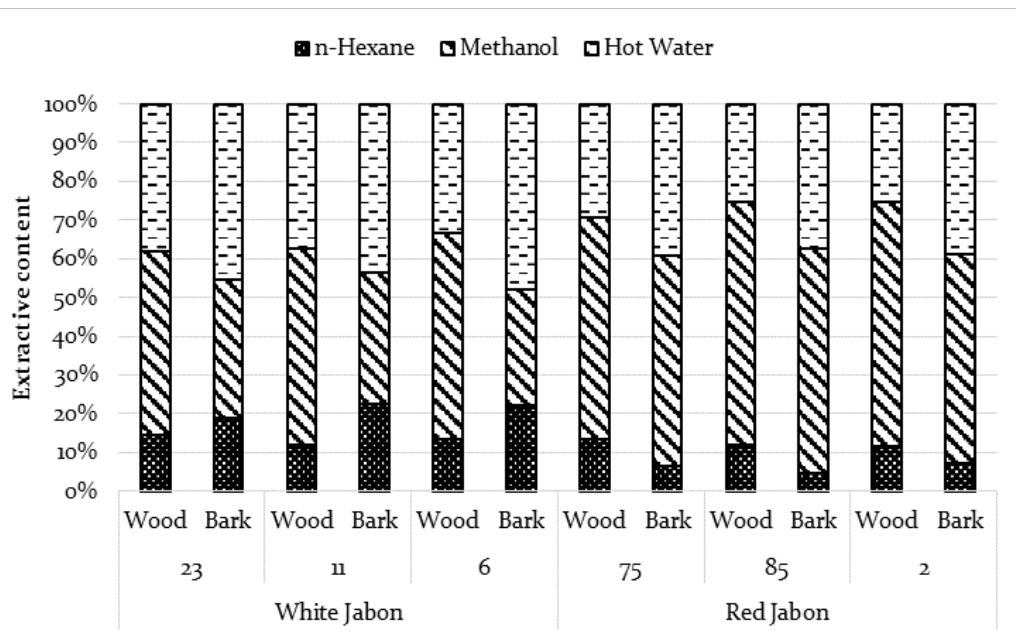 n-Hexane Methanol Hot Water
Extractive content
100%
90%
80%
70%
60%
50%
40%
30%
20%
10%
0%
Wood Bark Wood Bark Wood Bark Wood Bark Wood Bark Wood Bark
23 11 6 75 85 2
White Jabon Red Jabon